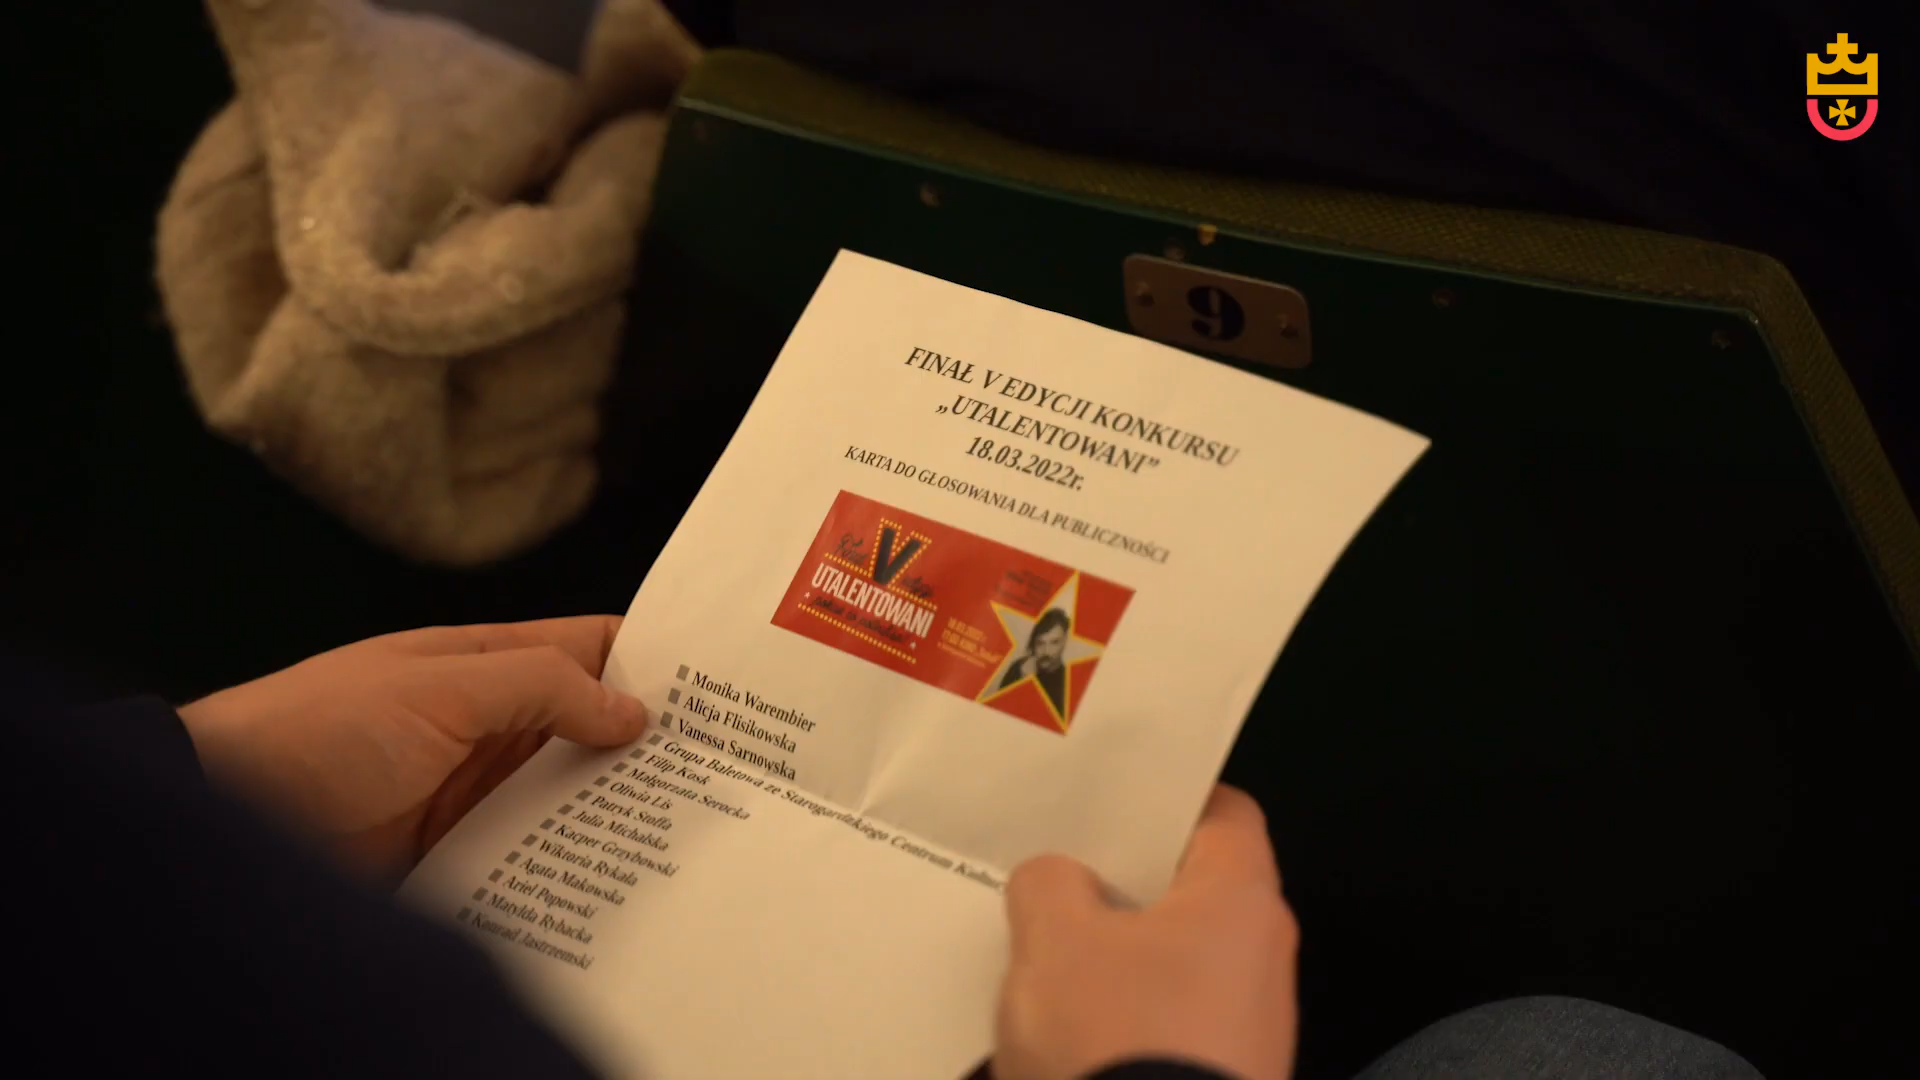 9
FINAŁ V EDYCJI KONKURSU
„UTALENTOWANI”
18.03.2022r.
KARTA DO GŁOSOWANIA DLA PUBLICZNOŚCI
V
UTALENTOWANI
Monika Warembier
Alicja Flisikowska
Vanessa Sarnowska
Grupa Baletowa ze Starogardzkiego Centrum
Filip Kosk
Małgorzata Serocka
Oliwia Lis
Patryk Stoffa
Julia Michalska
Kacper Grzybowski
Wiktoria Rykała
Agata Makowska
Ariel Popowski
Matylda Rybacka
Konrad Jastrzemski